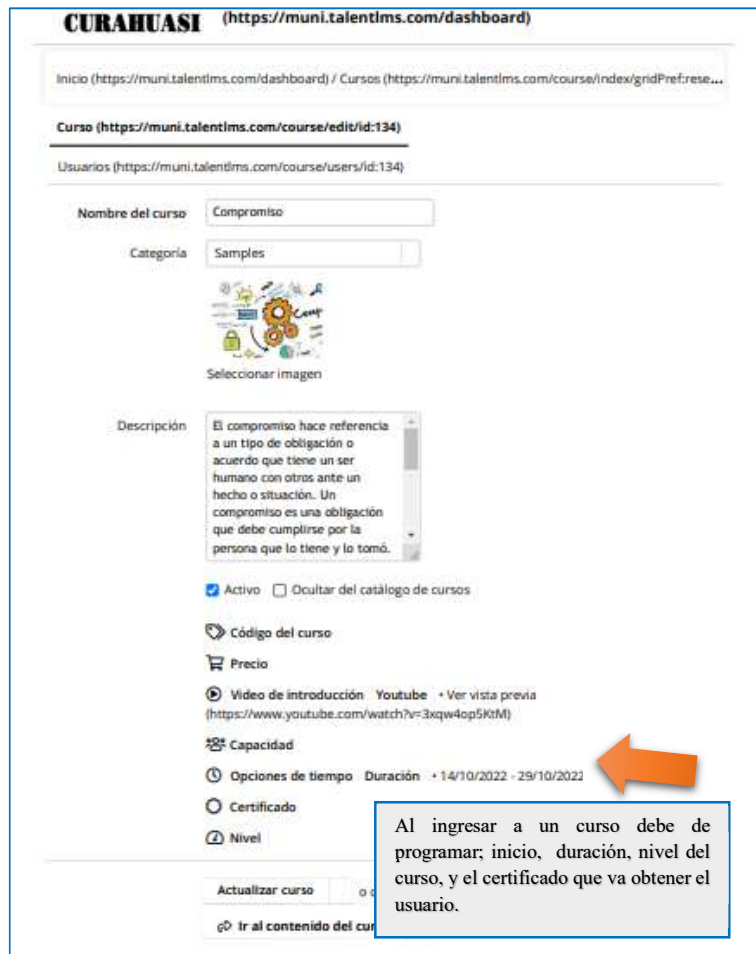 CURAHUASI (https://muni.talentlms.com/dashboard)
Inicio (https://muni.talentlms.com/dashboard) / Cursos (https://muni.talentlms.com/course/index/gridPref:rese...
Curso (https://muni.talentlms.com/course/edit/id:134)
Usuarios (https://muni.talentlms.com/course/users/id:134)
Nombre del curso Compromiso
Categoría Samples
Seleccionar imagen
Descripción El compromiso hace referencia
a un tipo de obligación o
acuerdo que tiene un ser
humano con otros ante un
hecho o situación. Un
compromiso es una obligación
que debe cumplirse por la
persona que lo tiene y lo tomó.
Activo Ocultar del catálogo de cursos
Código del curso
Precio
Video de introducción Youtube • Ver vista previa
(https://www.youtube.com/watch?v=3xqw4op5KtM)
Capacidad
Opciones de tiempo Duración • 14/10/2022 - 29/10/2022
Certificado
Nivel
Al ingresar a un curso debe de
programar; inicio, duración, nivel del
curso, y el certificado que va obtener el
usuario.
Actualizar curso o
Ir al contenido del cur